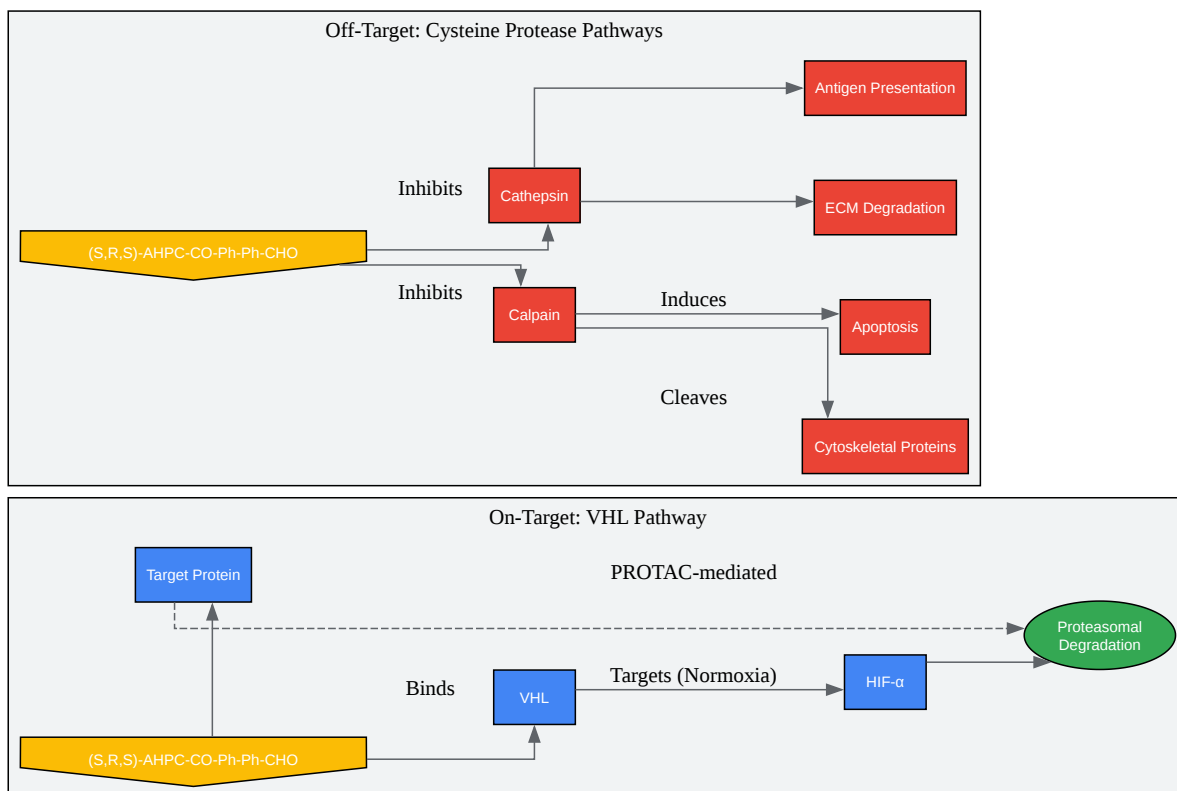 Off-Target: Cysteine Protease Pathways
Antigen Presentation
Inhibits
Cathepsin
ECM Degradation
(S,R,S)-AHPC-CO-Ph-Ph-CHO
Inhibits
Calpain
Induces
Apoptosis
Cleaves
Cytoskeletal Proteins
On-Target: VHL Pathway
Target Protein
PROTAC-mediated
Proteasomal
Degradation
Binds
VHL
Targets (Normoxia)
HIF-α
(S,R,S)-AHPC-CO-Ph-Ph-CHO